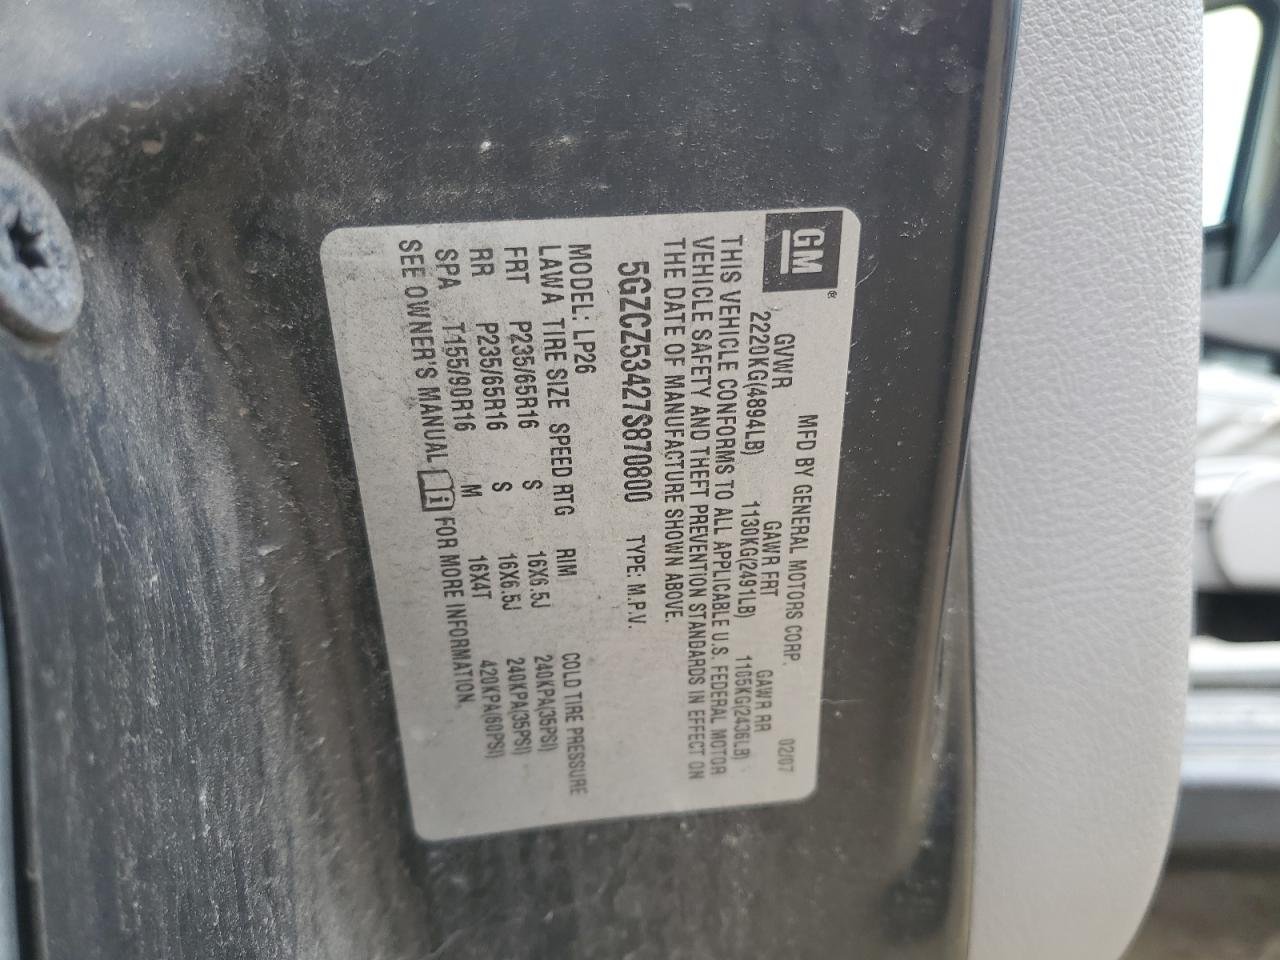 GM®
MFD BY GENERAL MOTORS CORP. 02/07
GVWR GAWR FRT GAWR RR
2220KG(4894LB) 1130KG(2491LB) 1105KG(2436LB)
THIS VEHICLE CONFORMS TO ALL APPLICABLE U.S. FEDERAL MOTOR
VEHICLE SAFETY AND THEFT PREVENTION STANDARDS IN EFFECT ON
THE DATE OF MANUFACTURE SHOWN ABOVE.
5GZCZ53427S870800 TYPE: M.P.V.
MODEL: LP26
LAWA TIRE SIZE SPEED RTG RIM COLD TIRE PRESSURE
FRT P235/65R16 S 16X6.5J 240KPA(35PSI)
RR P235/65R16 S 16X6.5J 240KPA(35PSI)
SPA T155/90R16 M 16X4T 420KPA(60PSI)
SEE OWNER'S MANUAL i FOR MORE INFORMATION.